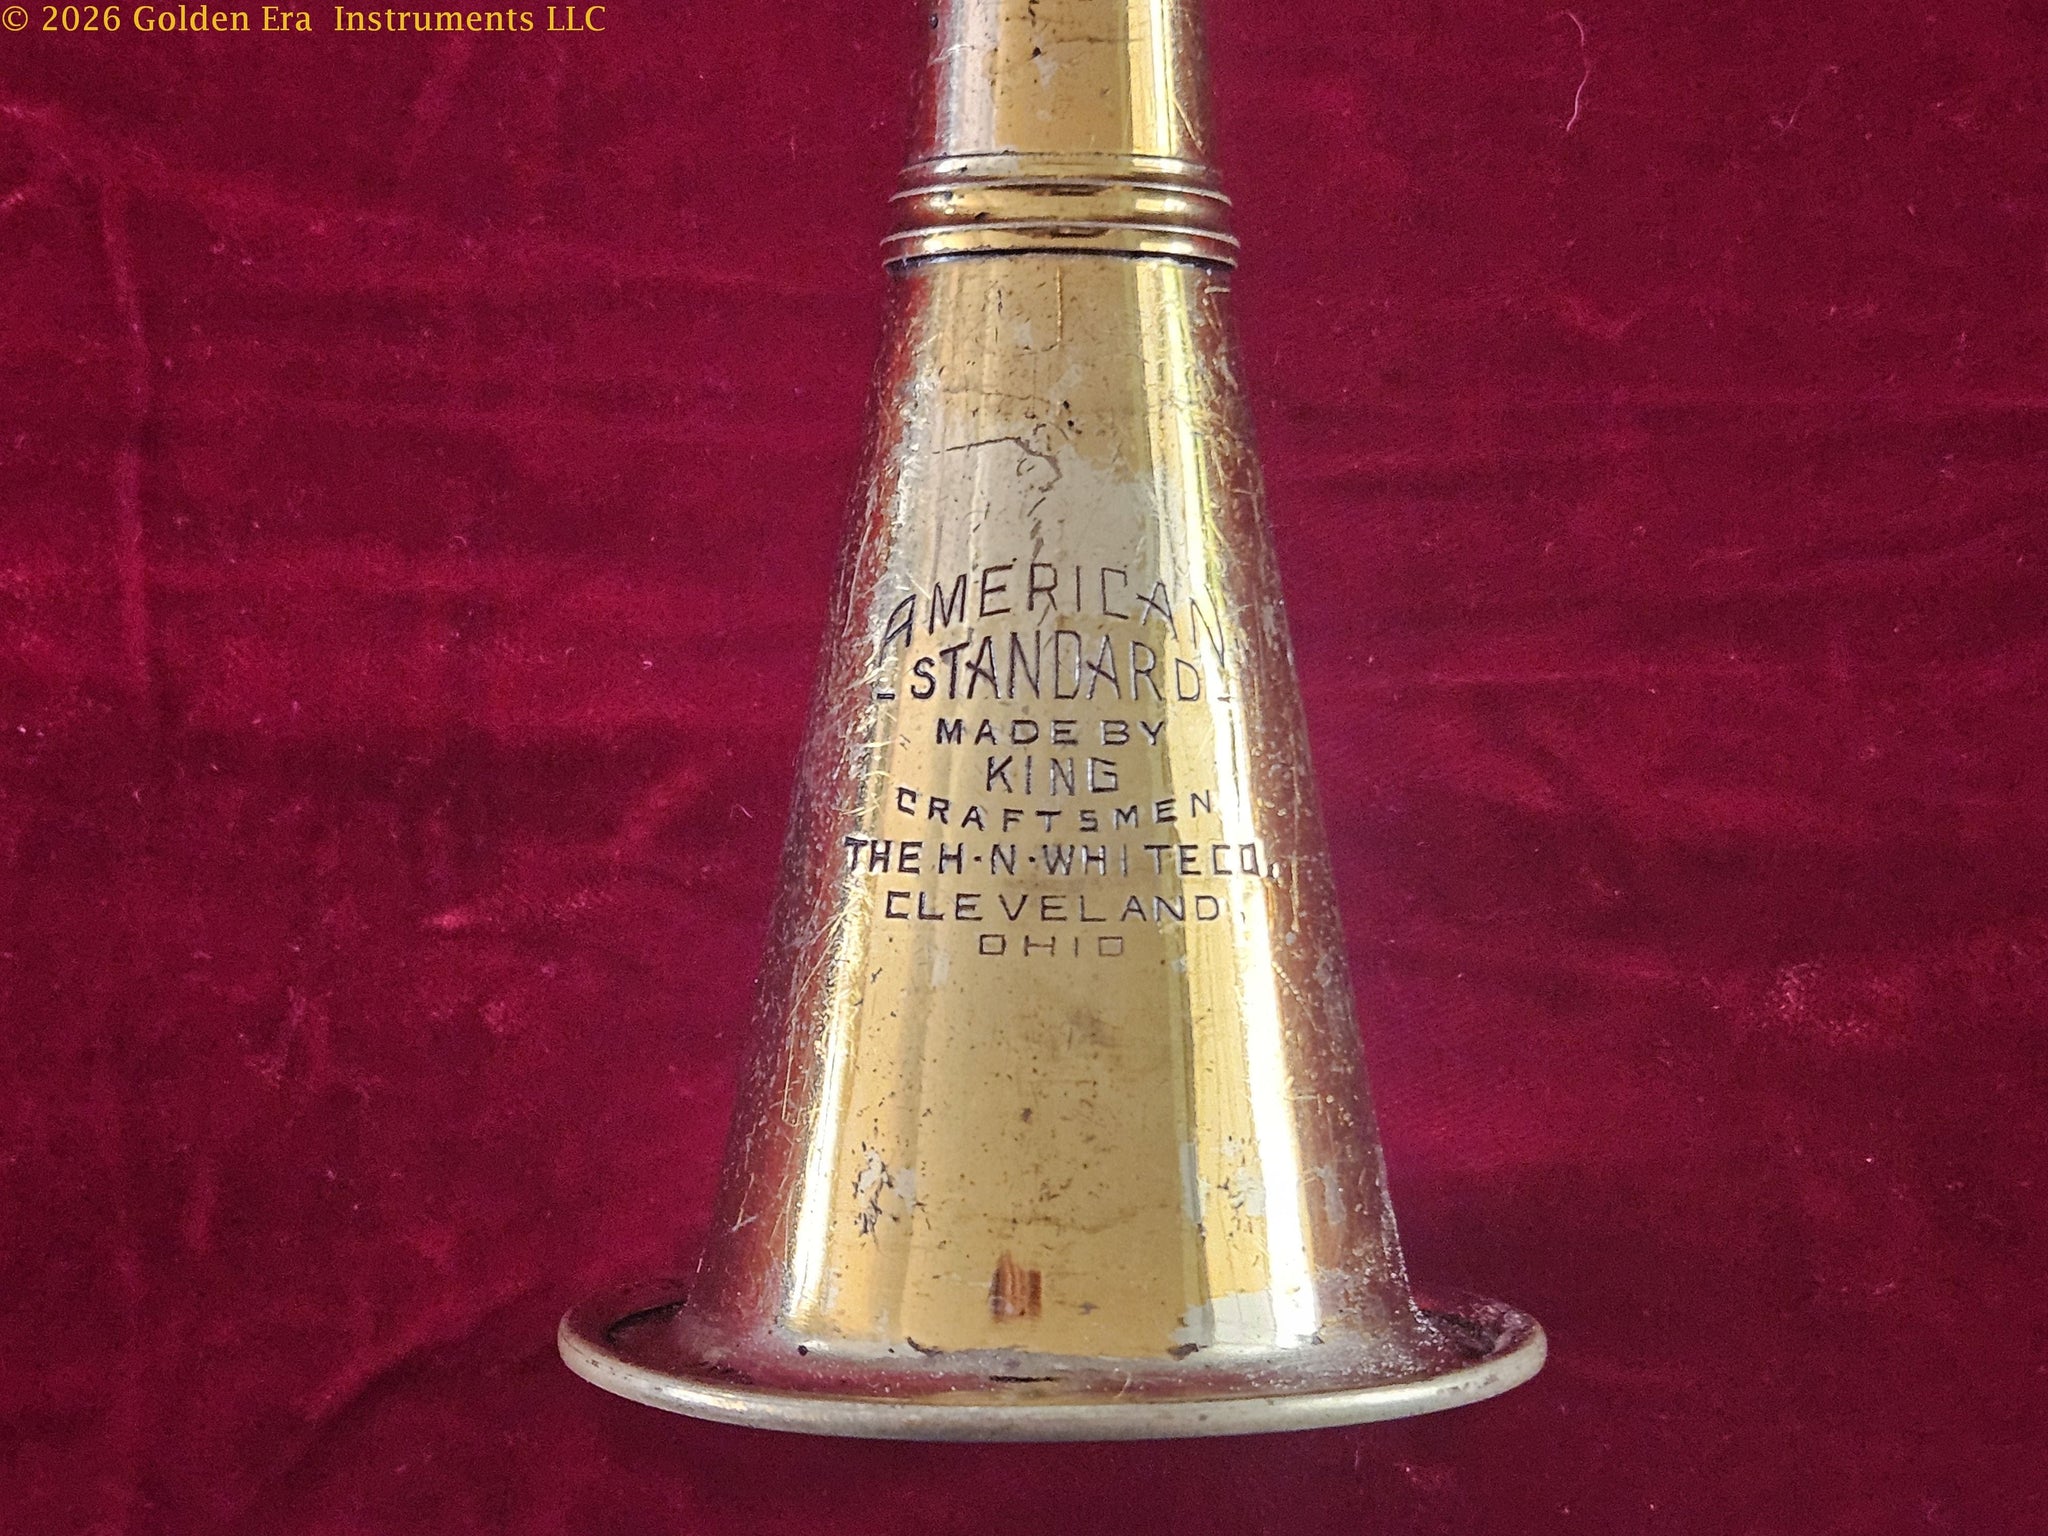 © 2026 Golden Era Instruments LLC
AMERICAN
- STANDARD -
MADE BY
KING
CRAFTSMEN
THE H·N·WHITE CO.
CLEVELAND
OHIO